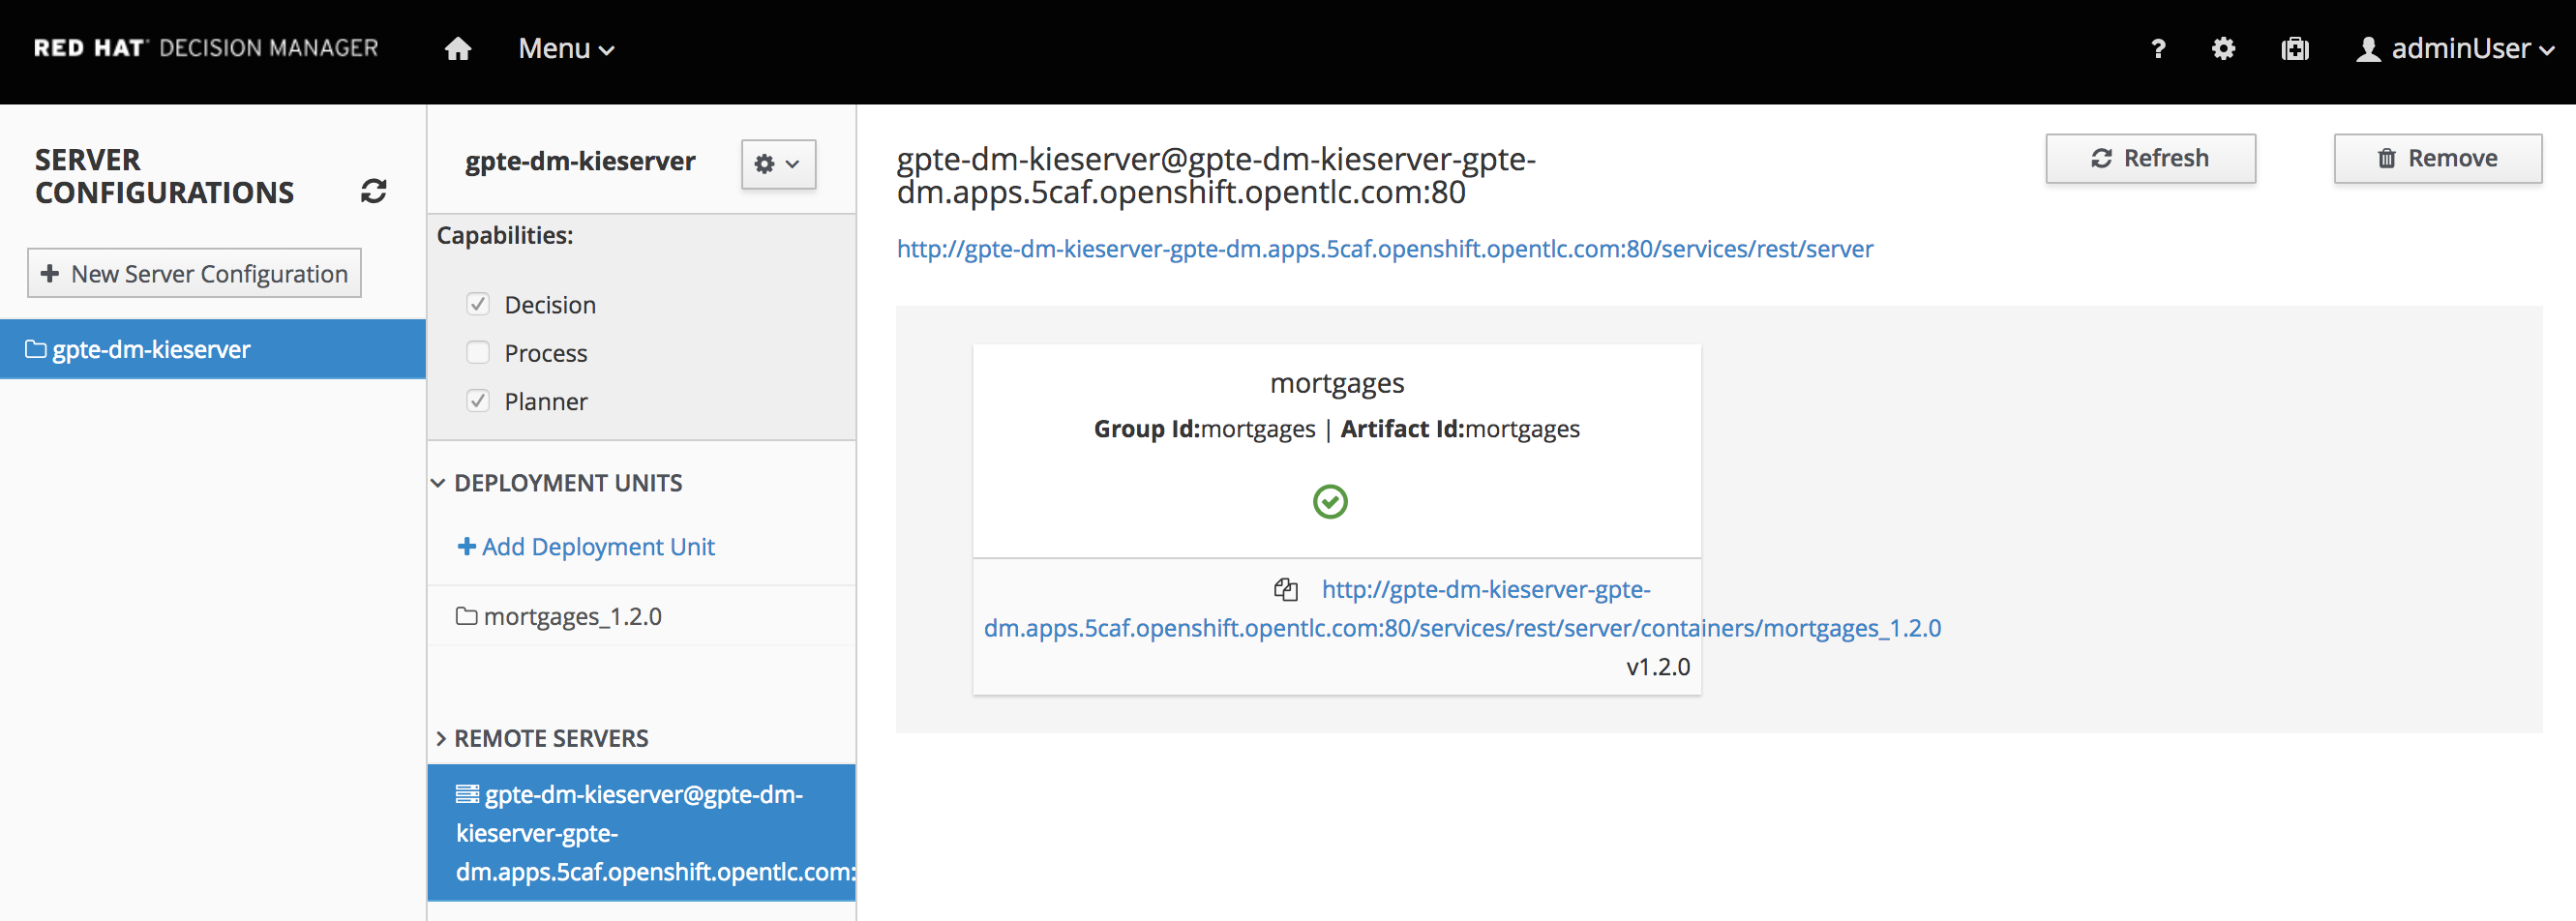 RED HAT DECISION MANAGER
Menu
?
adminUser
SERVER
CONFIGURATIONS
+ New Server Configuration
gpte-dm-kieserver
gpte-dm-kieserver
Capabilities:
Decision
Process
Planner
DEPLOYMENT UNITS
+ Add Deployment Unit
mortgages_1.2.0
REMOTE SERVERS
gpte-dm-kieserver@gpte-dm-
kieserver-gpte-
dm.apps.5caf.openshift.opentlc.com:
gpte-dm-kieserver@gpte-dm-kieserver-gpte-
dm.apps.5caf.openshift.opentlc.com:80
Refresh
Remove
http://gpte-dm-kieserver-gpte-dm.apps.5caf.openshift.opentlc.com:80/services/rest/server
mortgages
Group Id:mortgages | Artifact Id:mortgages
http://gpte-dm-kieserver-gpte-
dm.apps.5caf.openshift.opentlc.com:80/services/rest/server/containers/mortgages_1.2.0
v1.2.0